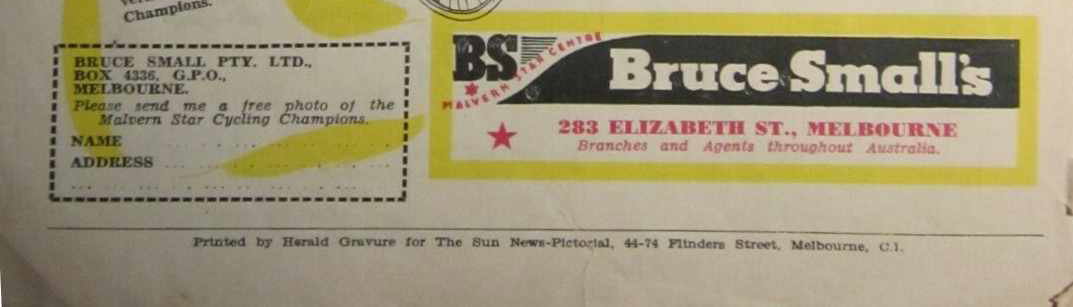 Champions.
BRUCE SMALL PTY. LTD.,
BOX 4336, G.P.O.,
MELBOURNE.
Please send me a free photo of the
Malvern Star Cycling Champions.
NAME
ADDRESS
BS
MALVERN STAR CENTRE
Bruce Small's
283 ELIZABETH ST., MELBOURNE
Branches and Agents throughout Australia.
Printed by Herald Gravure for The Sun News-Pictorial, 44-74 Flinders Street, Melbourne, C.1.